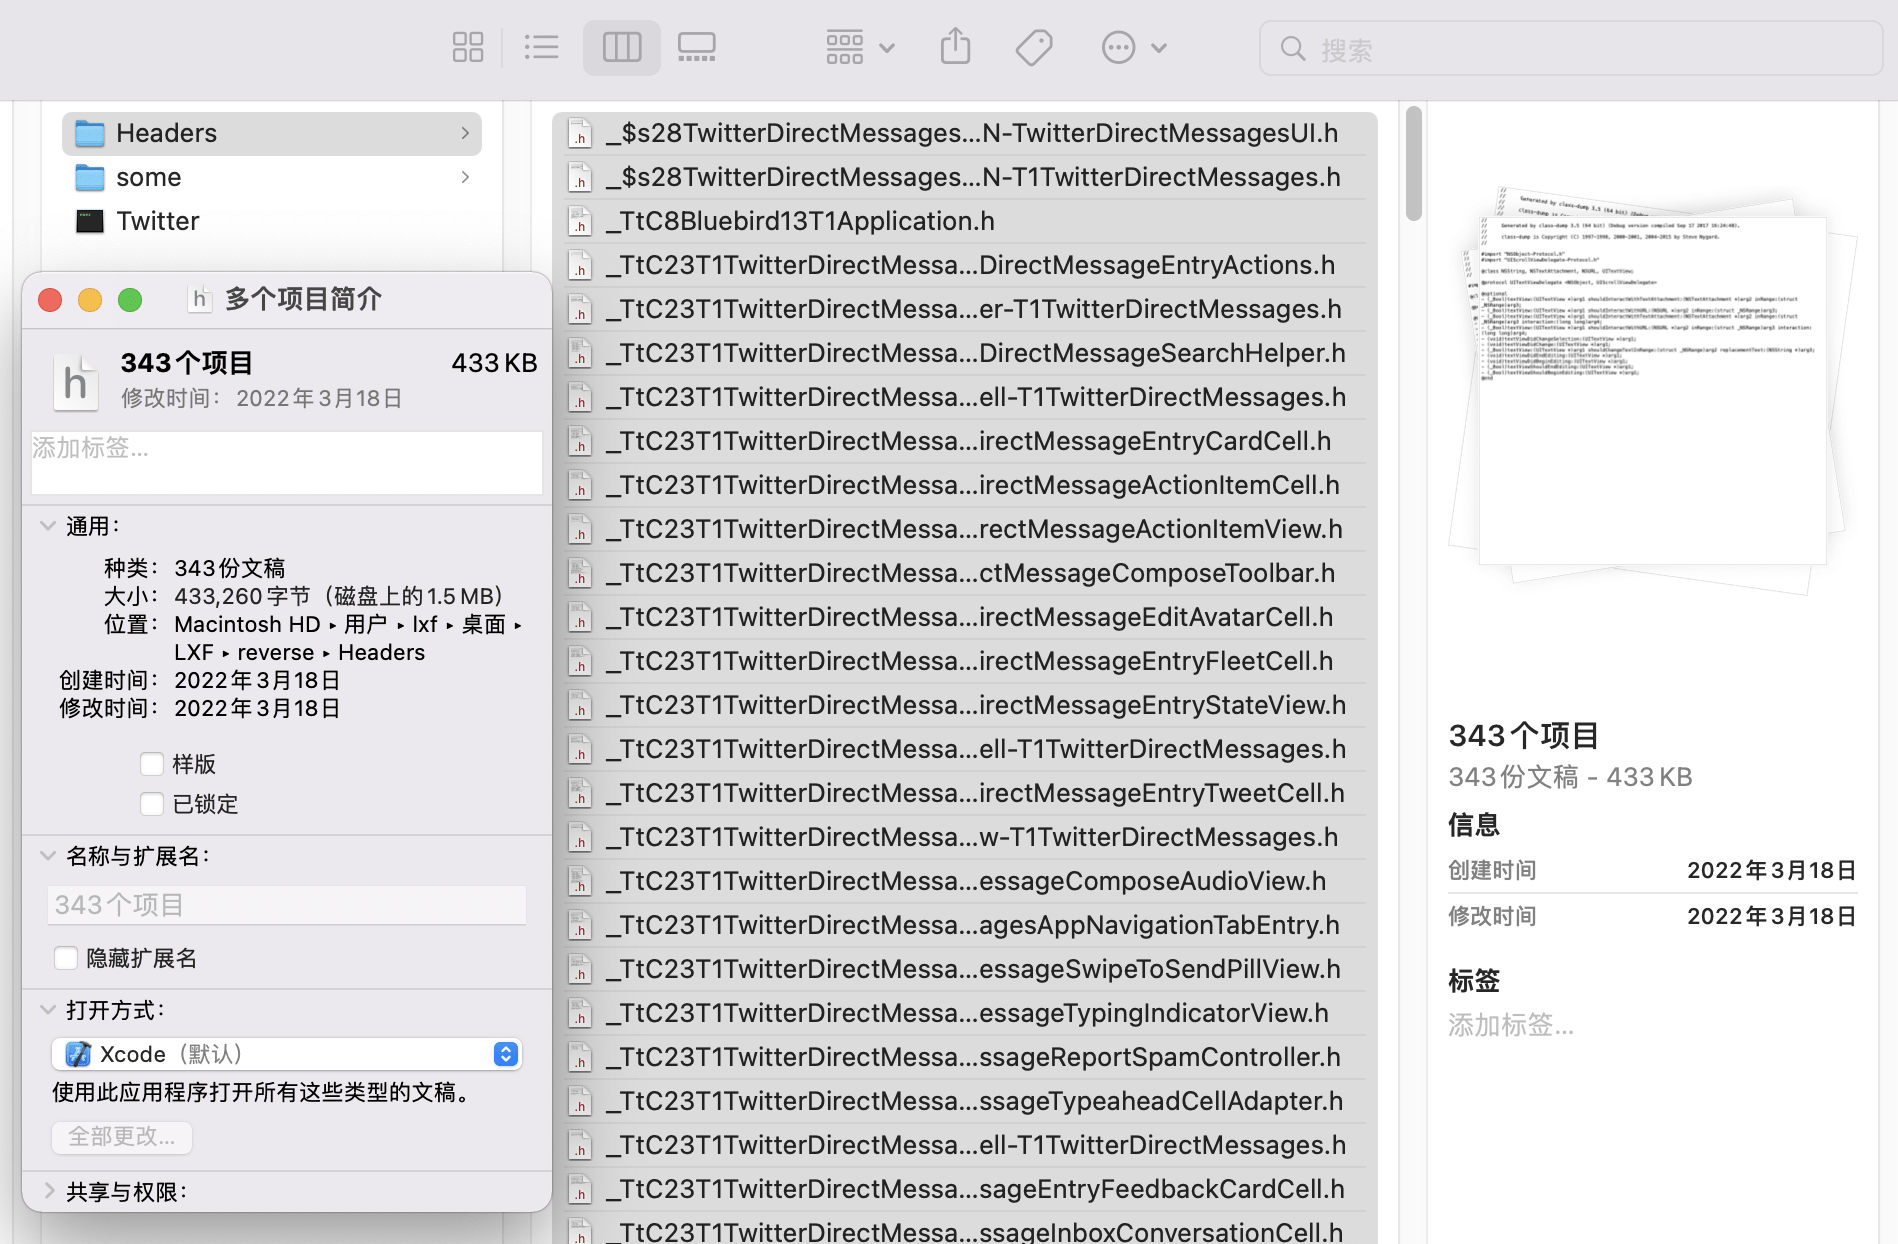 搜索
Headers
some
Twitter
_$s28TwitterDirectMessages...N-TwitterDirectMessagesUI.h
_$s28TwitterDirectMessages...N-T1TwitterDirectMessages.h
_TtC8Bluebird13T1Application.h
_TtC23T1TwitterDirectMessa...DirectMessageEntryActions.h
_TtC23T1TwitterDirectMessa...er-T1TwitterDirectMessages.h
_TtC23T1TwitterDirectMessa...DirectMessageSearchHelper.h
_TtC23T1TwitterDirectMessa...ell-T1TwitterDirectMessages.h
_TtC23T1TwitterDirectMessa...irectMessageEntryCardCell.h
_TtC23T1TwitterDirectMessa...irectMessageActionItemCell.h
_TtC23T1TwitterDirectMessa...rectMessageActionItemView.h
_TtC23T1TwitterDirectMessa...ctMessageComposeToolbar.h
_TtC23T1TwitterDirectMessa...irectMessageEditAvatarCell.h
_TtC23T1TwitterDirectMessa...irectMessageEntryFleetCell.h
_TtC23T1TwitterDirectMessa...irectMessageEntryStateView.h
_TtC23T1TwitterDirectMessa...ell-T1TwitterDirectMessages.h
_TtC23T1TwitterDirectMessa...irectMessageEntryTweetCell.h
_TtC23T1TwitterDirectMessa...w-T1TwitterDirectMessages.h
_TtC23T1TwitterDirectMessa...essageComposeAudioView.h
_TtC23T1TwitterDirectMessa...agesAppNavigationTabEntry.h
_TtC23T1TwitterDirectMessa...essageSwipeToSendPillView.h
_TtC23T1TwitterDirectMessa...essageTypingIndicatorView.h
_TtC23T1TwitterDirectMessa...ssageReportSpamController.h
_TtC23T1TwitterDirectMessa...ssageTypeaheadCellAdapter.h
_TtC23T1TwitterDirectMessa...ell-T1TwitterDirectMessages.h
_TtC23T1TwitterDirectMessa...sageEntryFeedbackCardCell.h
_TtC23T1TwitterDirectMessa...ssageInboxConversationCell.h
h 多个项目简介
h
343个项目 433 KB
修改时间： 2022年3月18日
添加标签...
通用：
种类： 343份文稿
大小： 433,260字节（磁盘上的1.5 MB）
位置： Macintosh HD ▸ 用户 ▸ lxf ▸ 桌面 ▸
LXF ▸ reverse ▸ Headers
创建时间： 2022年3月18日
修改时间： 2022年3月18日
样版
已锁定
名称与扩展名：
343个项目
隐藏扩展名
打开方式：
Xcode（默认）
使用此应用程序打开所有这些类型的文稿。
全部更改...
共享与权限：
343个项目
343份文稿 - 433 KB
信息
创建时间 2022年3月18日
修改时间 2022年3月18日
标签
添加标签...